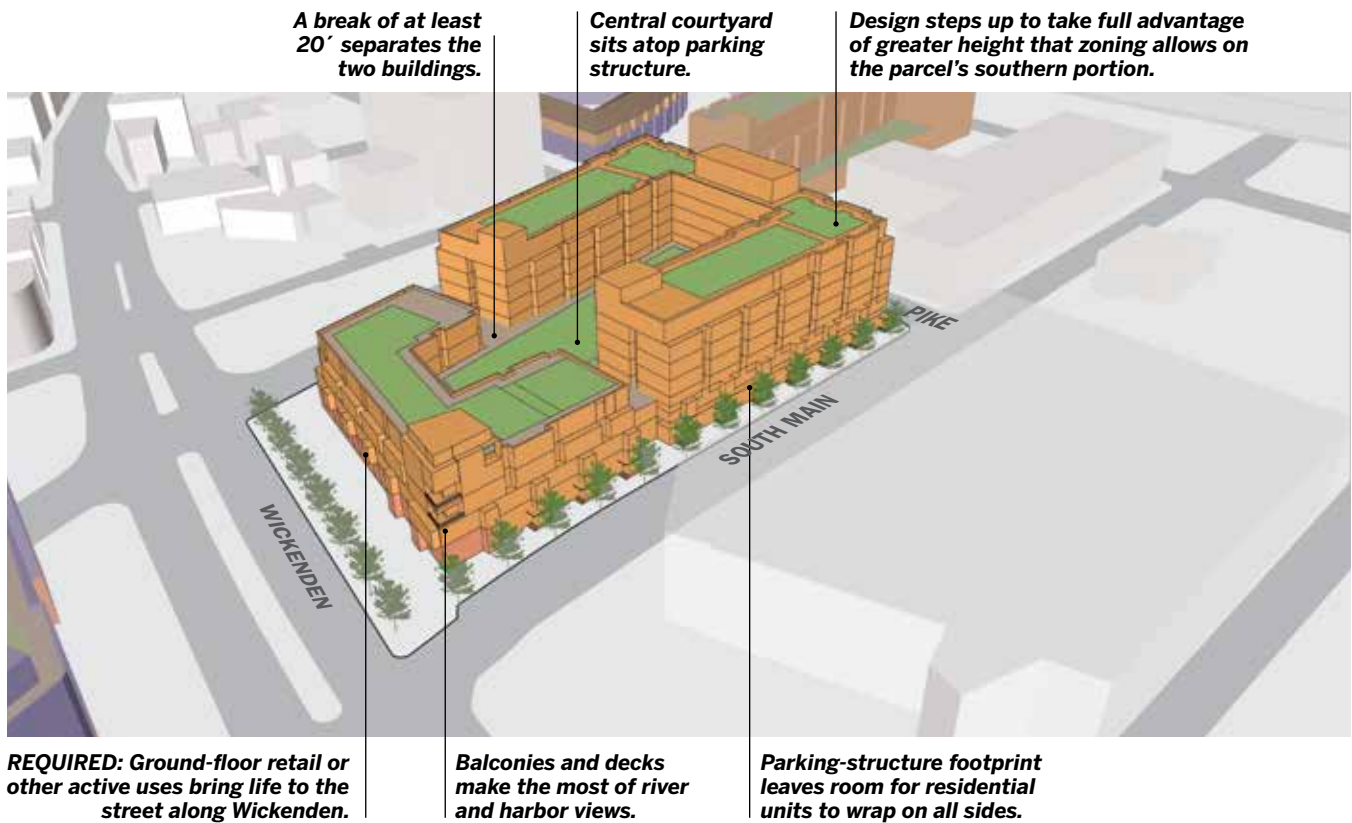 A break of at least
20´ separates the
two buildings.
Central courtyard
sits atop parking
structure.
Design steps up to take full advantage
of greater height that zoning allows on
the parcel’s southern portion.
PIKE
SOUTH MAIN
WICKENDEN
REQUIRED: Ground-floor retail or
other active uses bring life to the
street along Wickenden.
Balconies and decks
make the most of river
and harbor views.
Parking-structure footprint
leaves room for residential
units to wrap on all sides.